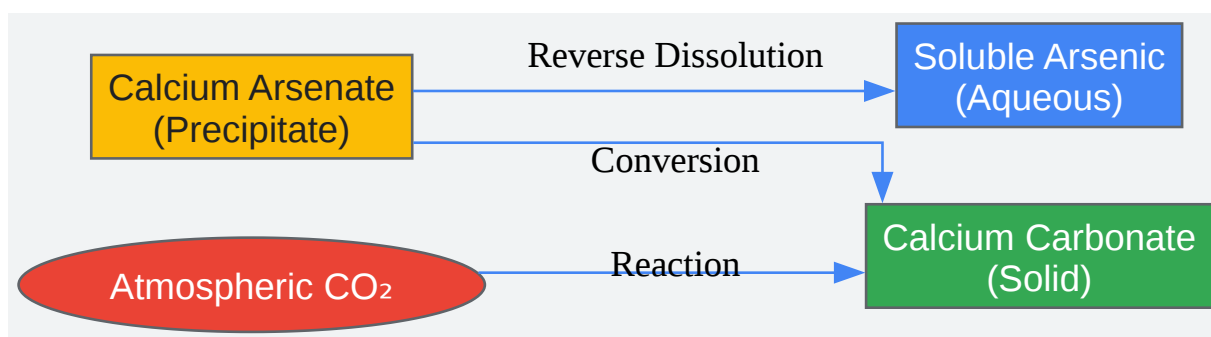 Reverse Dissolution
Calcium Arsenate
(Precipitate)
Soluble Arsenic
(Aqueous)
Conversion
Calcium Carbonate
(Solid)
Reaction
Atmospheric CO₂